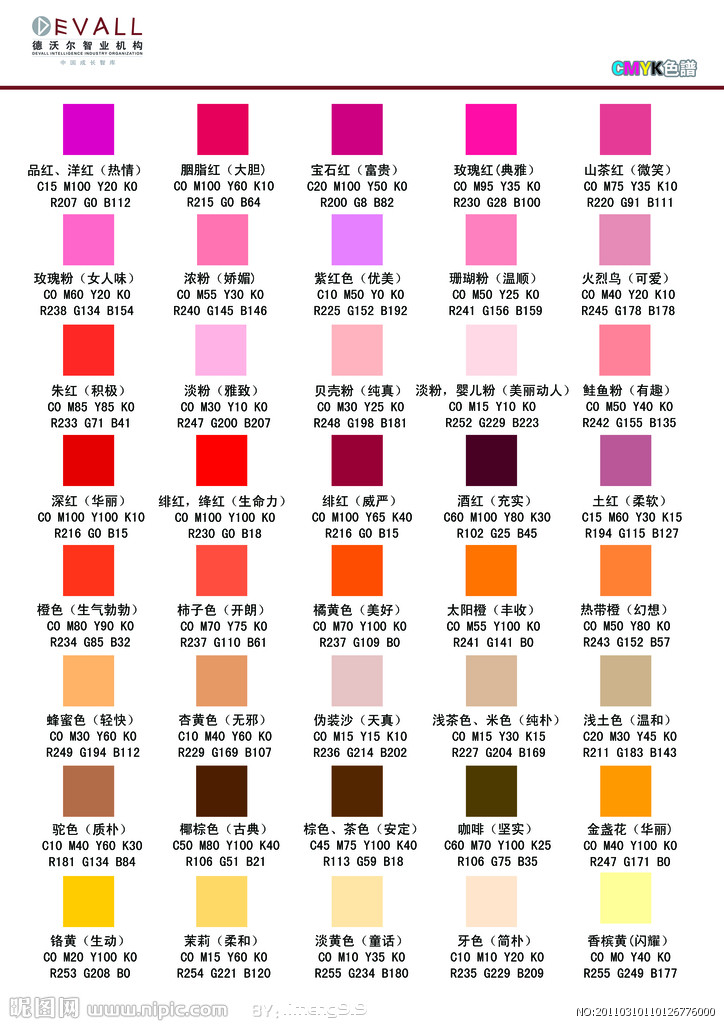 DEVALL
德沃尔智业机构
DEVALL INTELLIGENCE INDUSTRY ORGANIZATION
中国成长智库
CMYK色譜
品红、洋红（热情） 胭脂红（大胆） 宝石红（富贵） 玫瑰红(典雅） 山茶红（微笑）
C15 M100 Y20 K0 C0 M100 Y60 K10 C20 M100 Y50 K0 C0 M95 Y35 K0 C0 M75 Y35 K10
R207 G0 B112 R215 G0 B64 R200 G8 B82 R230 G28 B100 R220 G91 B111
玫瑰粉（女人味） 浓粉（娇媚） 紫红色（优美） 珊瑚粉（温顺） 火烈鸟（可爱）
C0 M60 Y20 K0 C0 M55 Y30 K0 C10 M50 Y0 K0 C0 M50 Y25 K0 C0 M40 Y20 K10
R238 G134 B154 R240 G145 B146 R225 G152 B192 R241 G156 B159 R245 G178 B178
朱红（积极） 淡粉（雅致） 贝壳粉（纯真） 淡粉，婴儿粉（美丽动人） 鲑鱼粉（有趣）
C0 M85 Y85 K0 C0 M30 Y10 K0 C0 M30 Y25 K0 C0 M15 Y10 K0 C0 M50 Y40 K0
R233 G71 B41 R247 G200 B207 R248 G198 B181 R252 G229 B223 R242 G155 B135
深红（华丽） 绯红，绛红（生命力） 绯红（威严） 酒红（充实） 土红（柔软）
C0 M100 Y100 K10 C0 M100 Y100 K0 C0 M100 Y65 K40 C60 M100 Y80 K30 C15 M60 Y30 K15
R216 G0 B15 R230 G0 B18 R216 G0 B15 R102 G25 B45 R194 G115 B127
橙色（生气勃勃） 柿子色（开朗） 橘黄色（美好） 太阳橙（丰收） 热带橙（幻想）
C0 M80 Y90 K0 C0 M70 Y75 K0 C0 M70 Y100 K0 C0 M55 Y100 K0 C0 M50 Y80 K0
R234 G85 B32 R237 G110 B61 R237 G109 B0 R241 G141 B0 R243 G152 B57
蜂蜜色（轻快） 杏黄色（无邪） 伪装沙（天真） 浅茶色、米色（纯朴） 浅土色（温和）
C0 M30 Y60 K0 C10 M40 Y60 K0 C0 M15 Y15 K10 C0 M15 Y30 K15 C20 M30 Y45 K0
R249 G194 B112 R229 G169 B107 R236 G214 B202 R227 G204 B169 R211 G183 B143
驼色（质朴） 椰棕色（古典） 棕色、茶色（安定） 咖啡（坚实） 金盏花（华丽）
C10 M40 Y60 K30 C50 M80 Y100 K40 C45 M75 Y100 K40 C60 M70 Y100 K25 C0 M40 Y100 K0
R181 G134 B84 R106 G51 B21 R113 G59 B18 R106 G75 B35 R247 G171 B0
铬黄（生动） 茉莉（柔和） 淡黄色（童话） 牙色（简朴） 香槟黄(闪耀）
C0 M20 Y100 K0 C0 M15 Y60 K0 C0 M10 Y35 K0 C10 M10 Y20 K0 C0 M0 Y40 K0
R253 G208 B0 R254 G221 B120 R255 G234 B180 R235 G229 B209 R255 G249 B177
昵图网 www.nipic.com BY: limeng9.9 NO:20110310110126776000